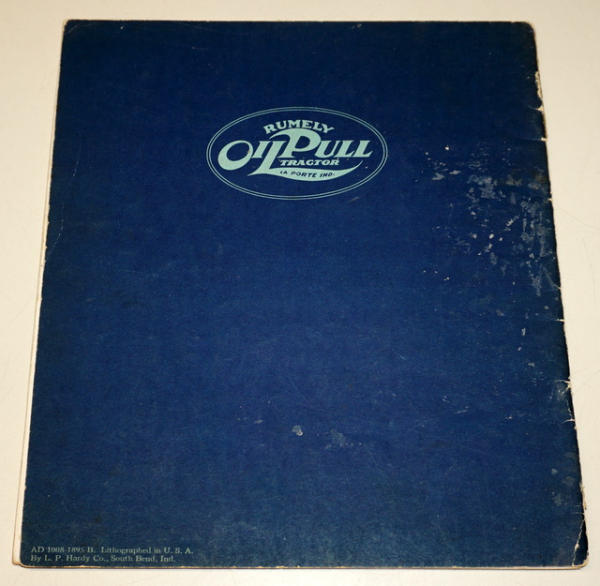 RUMELY
OILPULL
TRACTOR
LA PORTE IND.
AD 1008-1895 B. Lithographed in U. S. A.
By L. P. Hardy Co., South Bend, Ind.